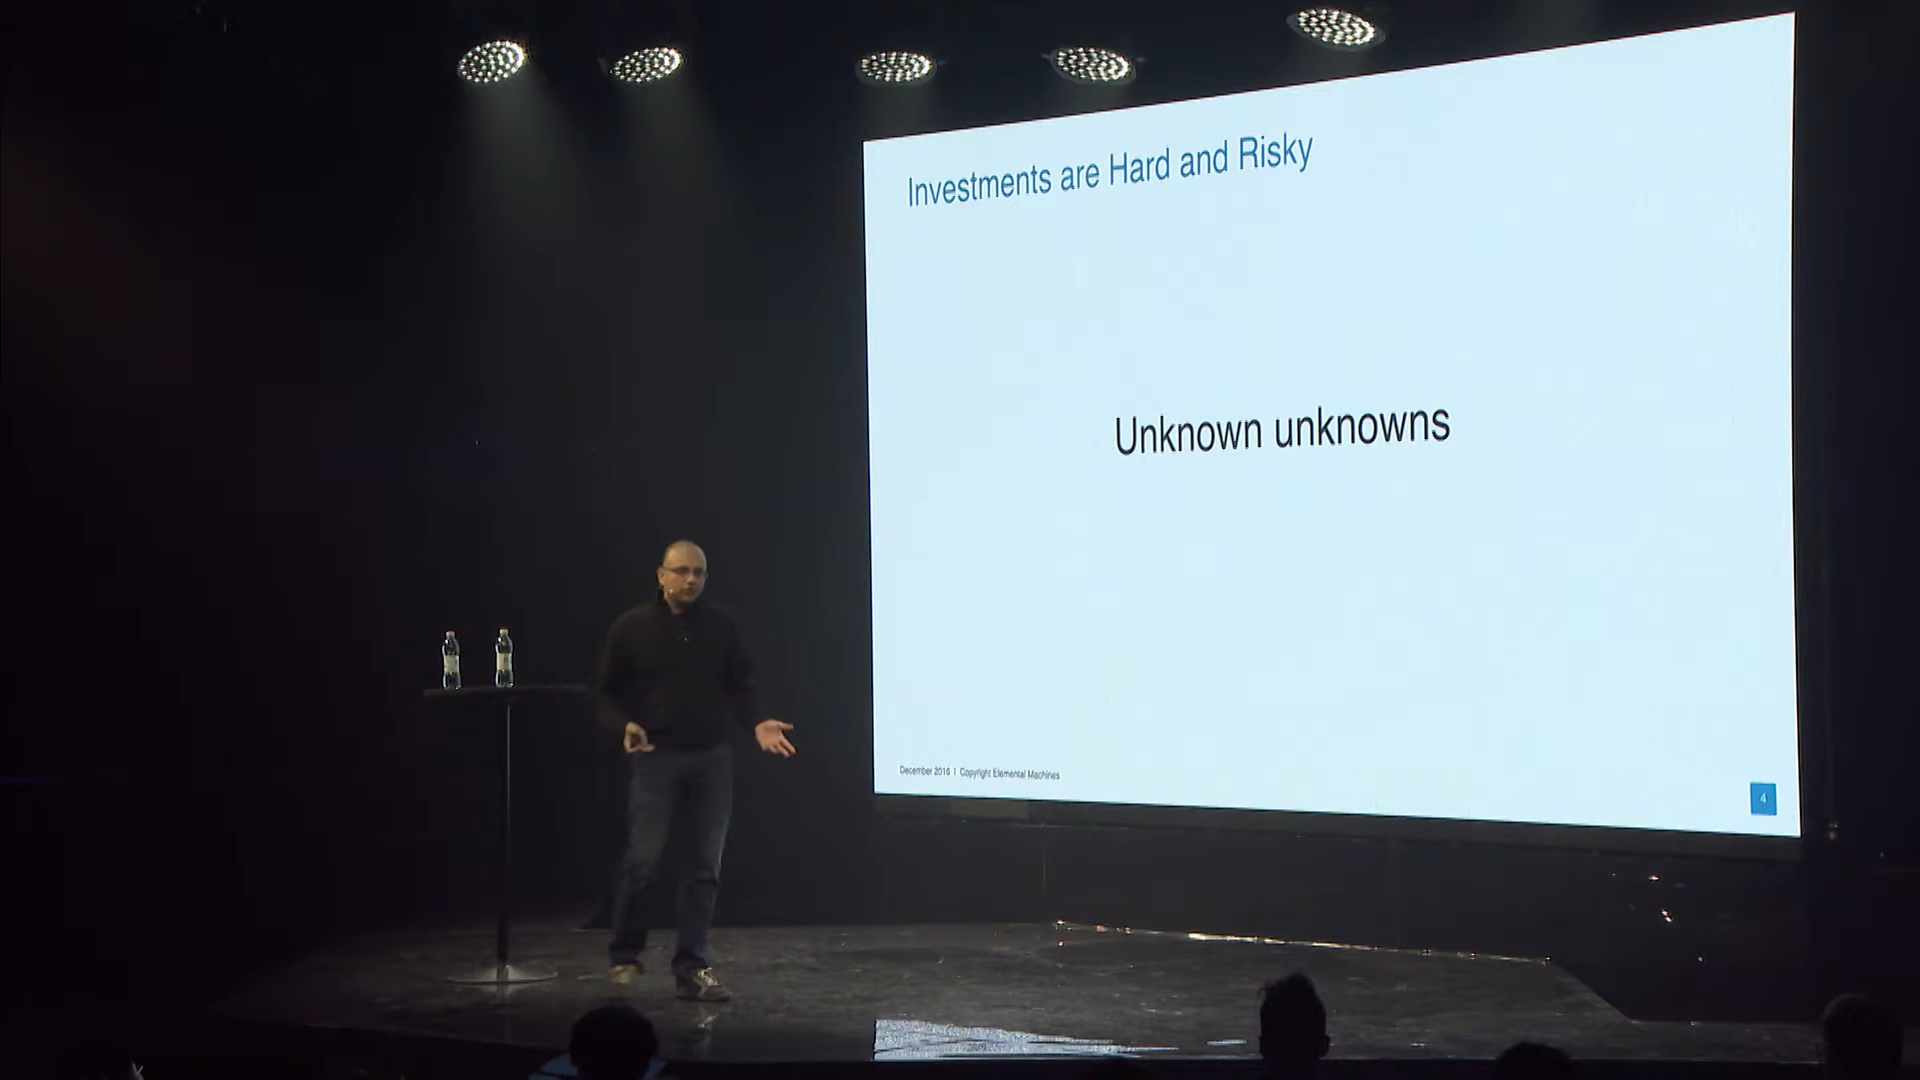 Investments are Hard and Risky
Unknown unknowns
December 2016 | Copyright Elemental Machines
4